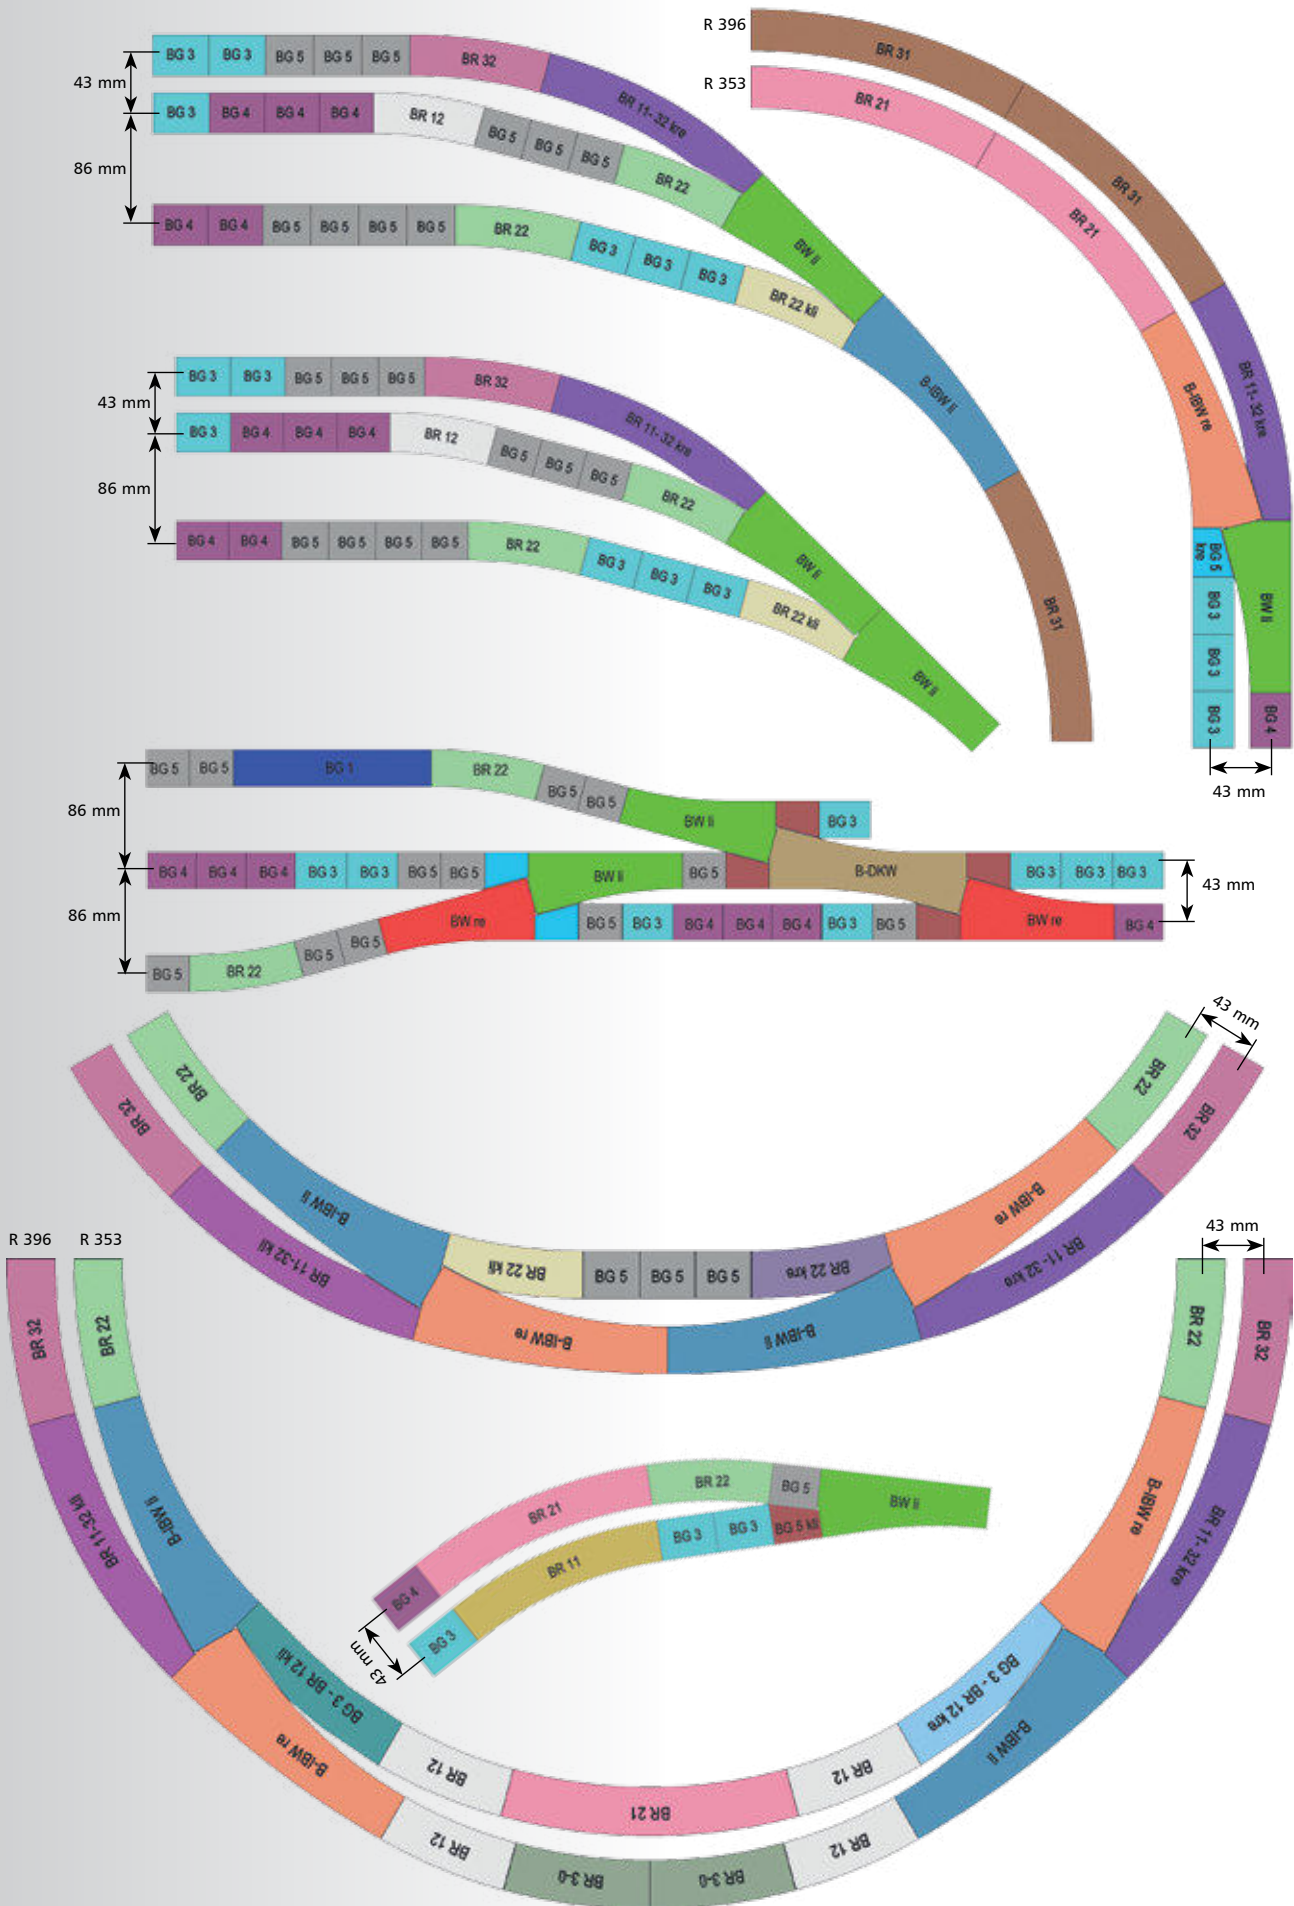 R 396
BR 31
BR 31
R 353
BR 21
BR 21
BR 11- 32 kre
B-IBW re
BG 5
kre
BG 3
BG 3
BG 3
BW li
BG 4
43 mm
BG 3
BG 3
BG 5
BG 5
BG 5
BR 32
BR 11- 32 kre
43 mm
BG 3
BG 4
BG 4
BG 4
BR 12
BG 5
BG 5
BG 5
BR 22
BW li
86 mm
BG 4
BG 4
BG 5
BG 5
BG 5
BG 5
BR 22
BG 3
BG 3
BG 3
BR 22 kli
B-IBW li
BR 31
BG 3
BG 3
BG 5
BG 5
BG 5
BR 32
BR 11- 32 kre
43 mm
BG 3
BG 4
BG 4
BG 4
BR 12
BG 5
BG 5
BG 5
BR 22
BW li
86 mm
BG 4
BG 4
BG 5
BG 5
BG 5
BG 5
BR 22
BG 3
BG 3
BG 3
BR 22 kli
BW li
BG 5
BG 5
BG 1
BR 22
BG 5
BG 5
BW li
BG 3
86 mm
BG 4
BG 4
BG 4
BG 3
BG 3
BG 5
BG 5
BW li
BG 5
B-DKW
BG 3
BG 3
BG 3
43 mm
86 mm
BG 5
BR 22
BG 5
BG 5
BW re
BG 5
BG 3
BG 4
BG 4
BG 4
BG 3
BG 5
BW re
BG 4
43 mm
BR 22
BR 32
B-IBW li
BR 11-32 kli
BR 22 kli
BG 5
BG 5
BG 5
BR 22 kre
B-IBW re
B-IBW li
B-IBW re
BR 11- 32 kre
BR 22
BR 32
R 396
R 353
43 mm
BR 32
BR 22
BR 11-32 kli
B-IBW li
BG 3 - BR 12 kli
B-IBW re
BR 12
BR 12
BR 21
BR 3-0
BR 3-0
BR 12
BR 12
BG 3 - BR 12 kre
B-IBW li
B-IBW re
BR 11- 32 kre
BR 22
BR 32
BG 4
BR 21
BR 22
BG 5
BW li
BG 3
BR 11
BG 3
BG 3
BG 5 kli
43 mm